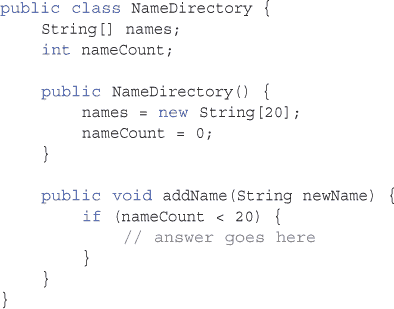 public class NameDirectory {
    String[] names;
    int nameCount;

    public NameDirectory() {
        names = new String[20];
        nameCount = 0;
    }

    public void addName(String newName) {
        if (nameCount < 20) {
            // answer goes here
        }
    }
}